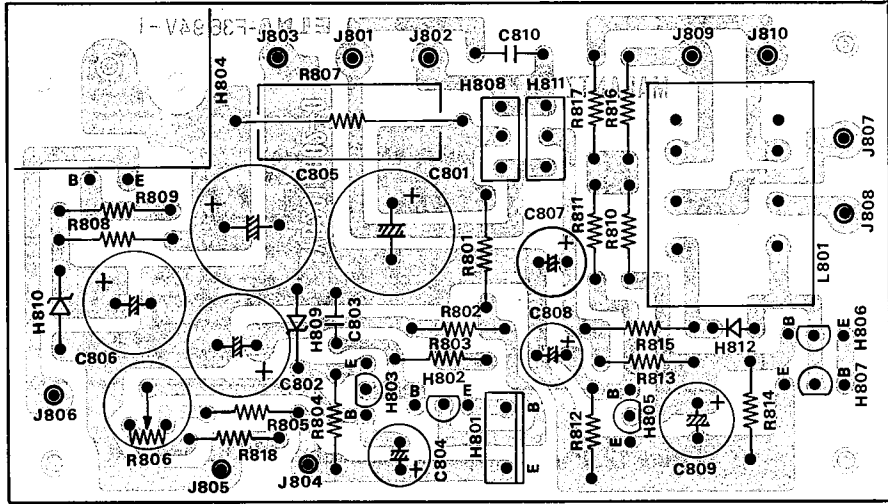 J803
J801
J802
C810
J809
J810
H804
R807
H808
H811
R817
R816
J807
B
E
R809
R808
C805
C801
C807
R811
R810
J808
R801
L801
H810
C806
H809
C803
R802
C808
R815
H812
B
E
H806
C802
R803
R813
H807
E
B
J806
R804
E
B
H803
H802
B
E
H801
B
E
R812
B
E
H805
C809
R814
R805
R806
R818
J805
J804
C804